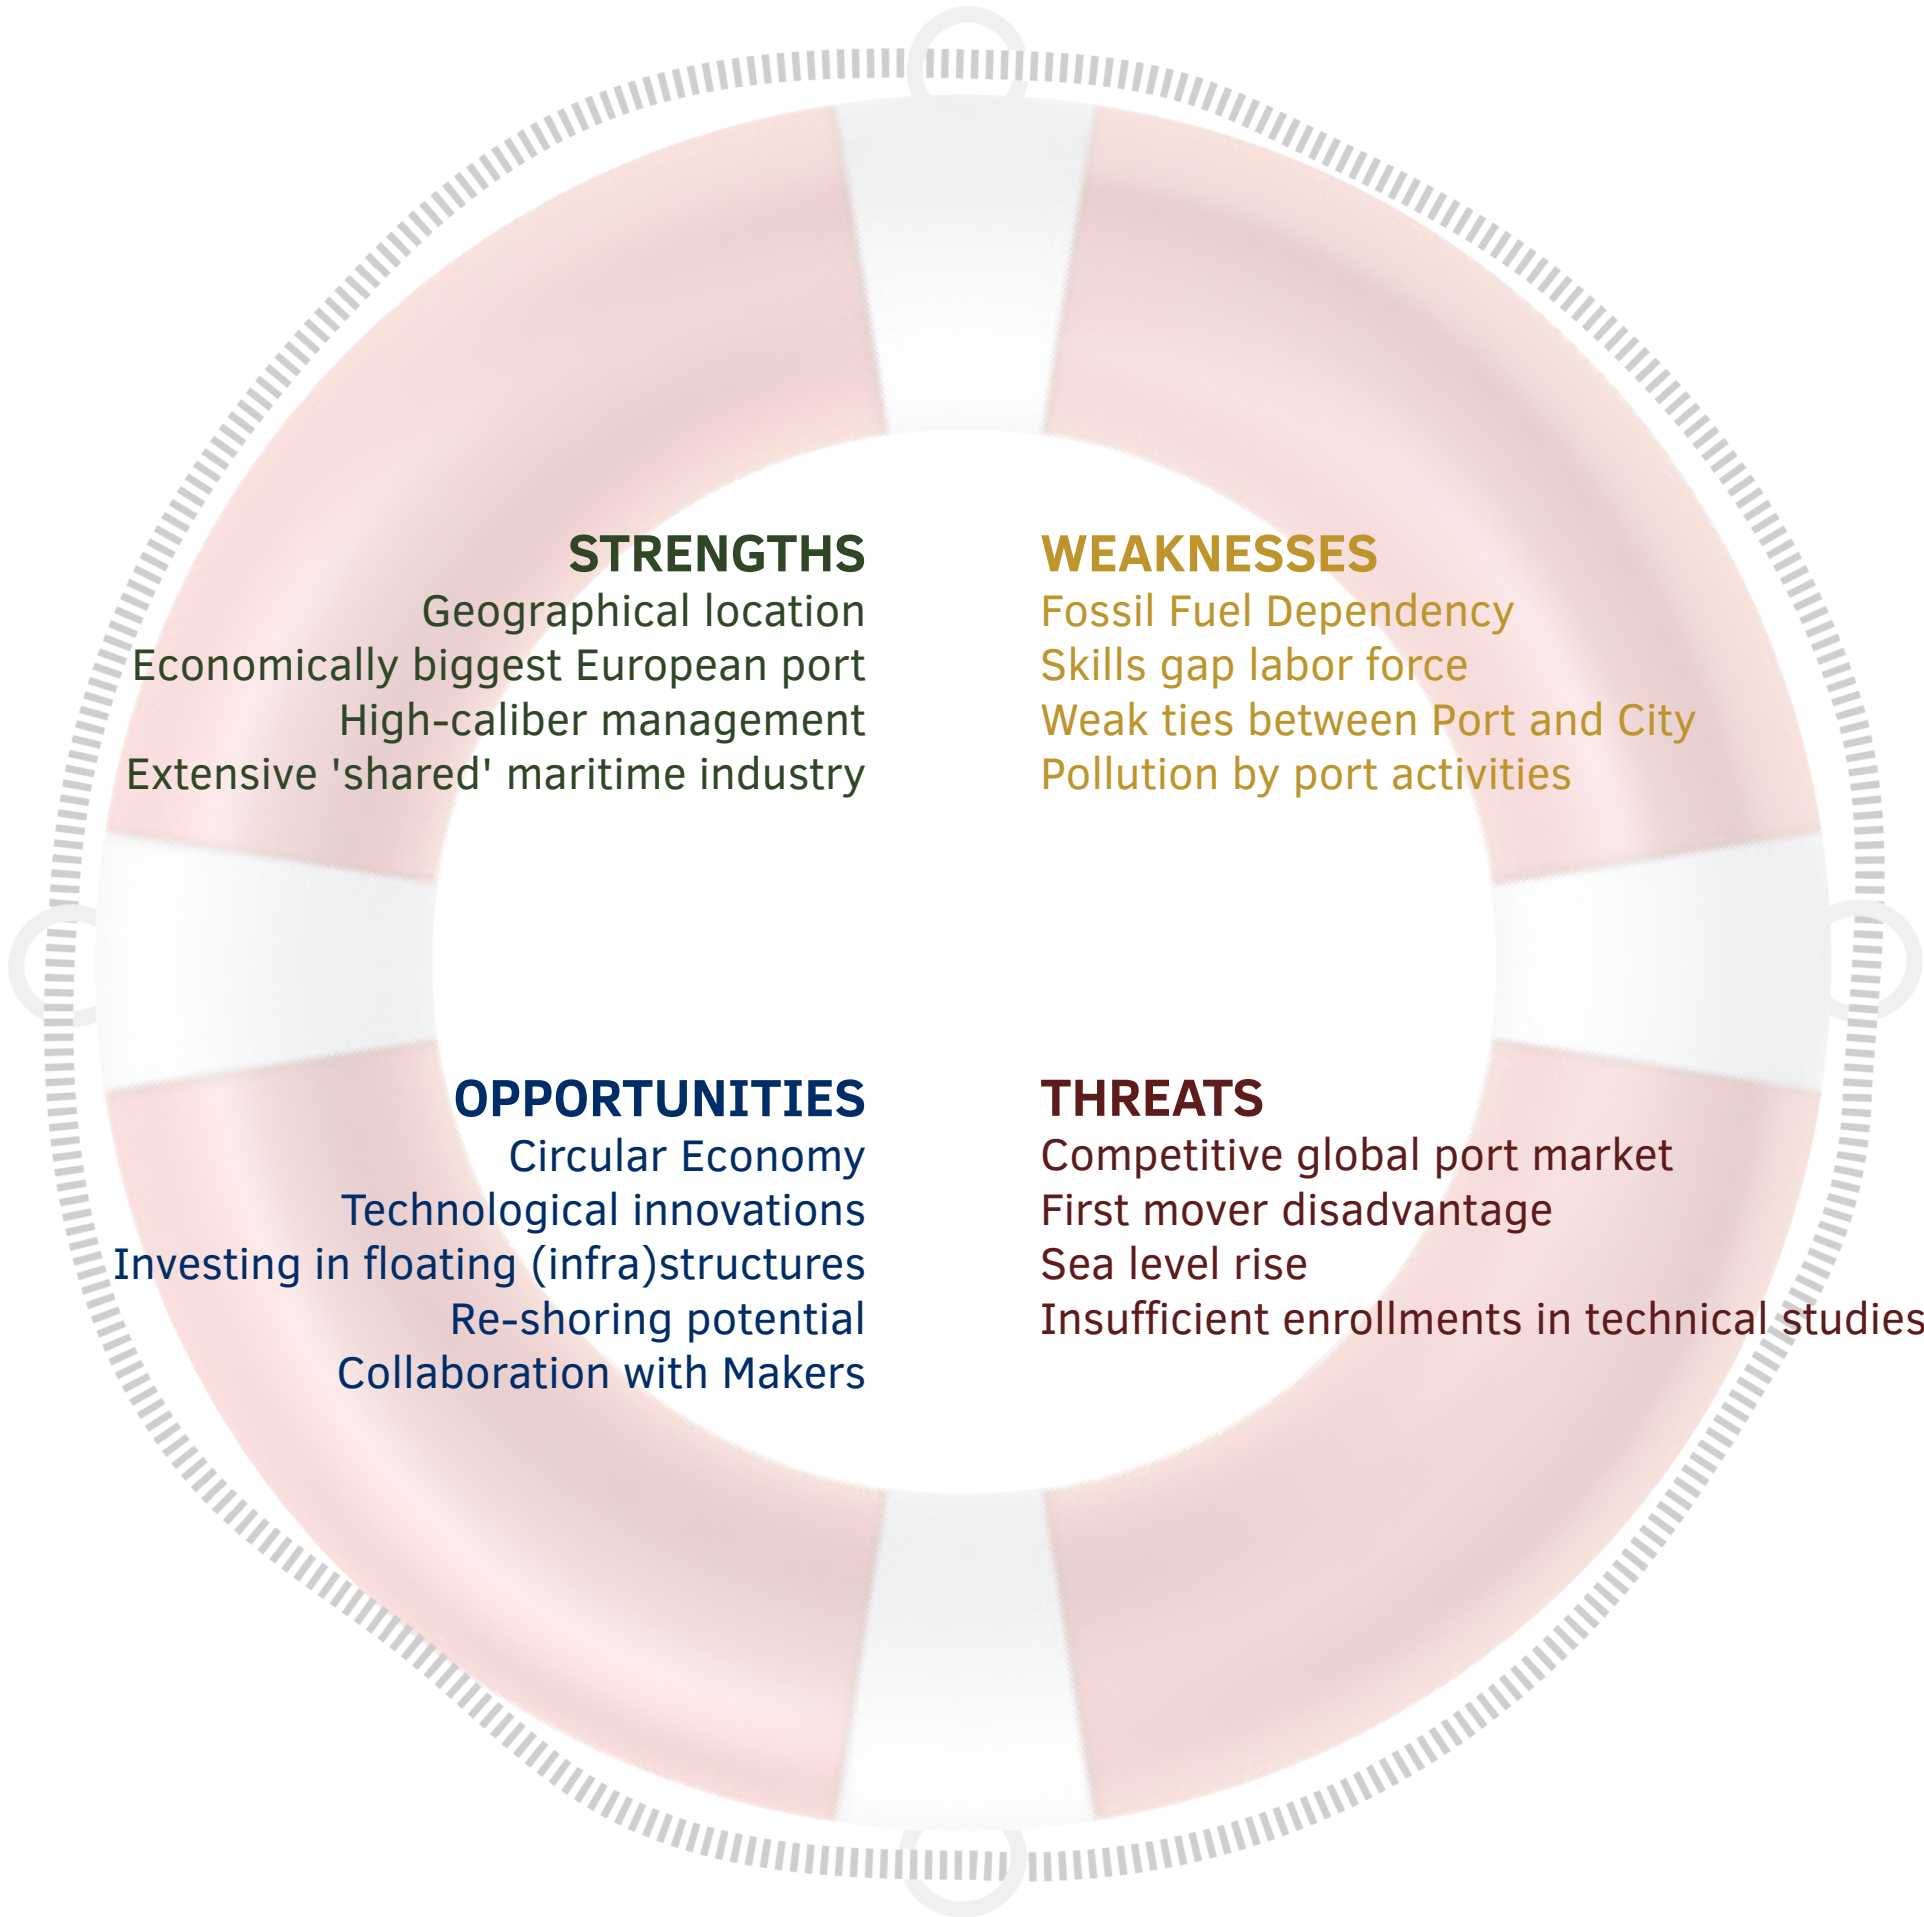 STRENGTHS
Geographical location
Economically biggest European port
High-caliber management
Extensive 'shared' maritime industry
WEAKNESSES
Fossil Fuel Dependency
Skills gap labor force
Weak ties between Port and City
Pollution by port activities
OPPORTUNITIES
Circular Economy
Technological innovations
Investing in floating (infra)structures
Re-shoring potential
Collaboration with Makers
THREATS
Competitive global port market
First mover disadvantage
Sea level rise
Insufficient enrollments in technical studies